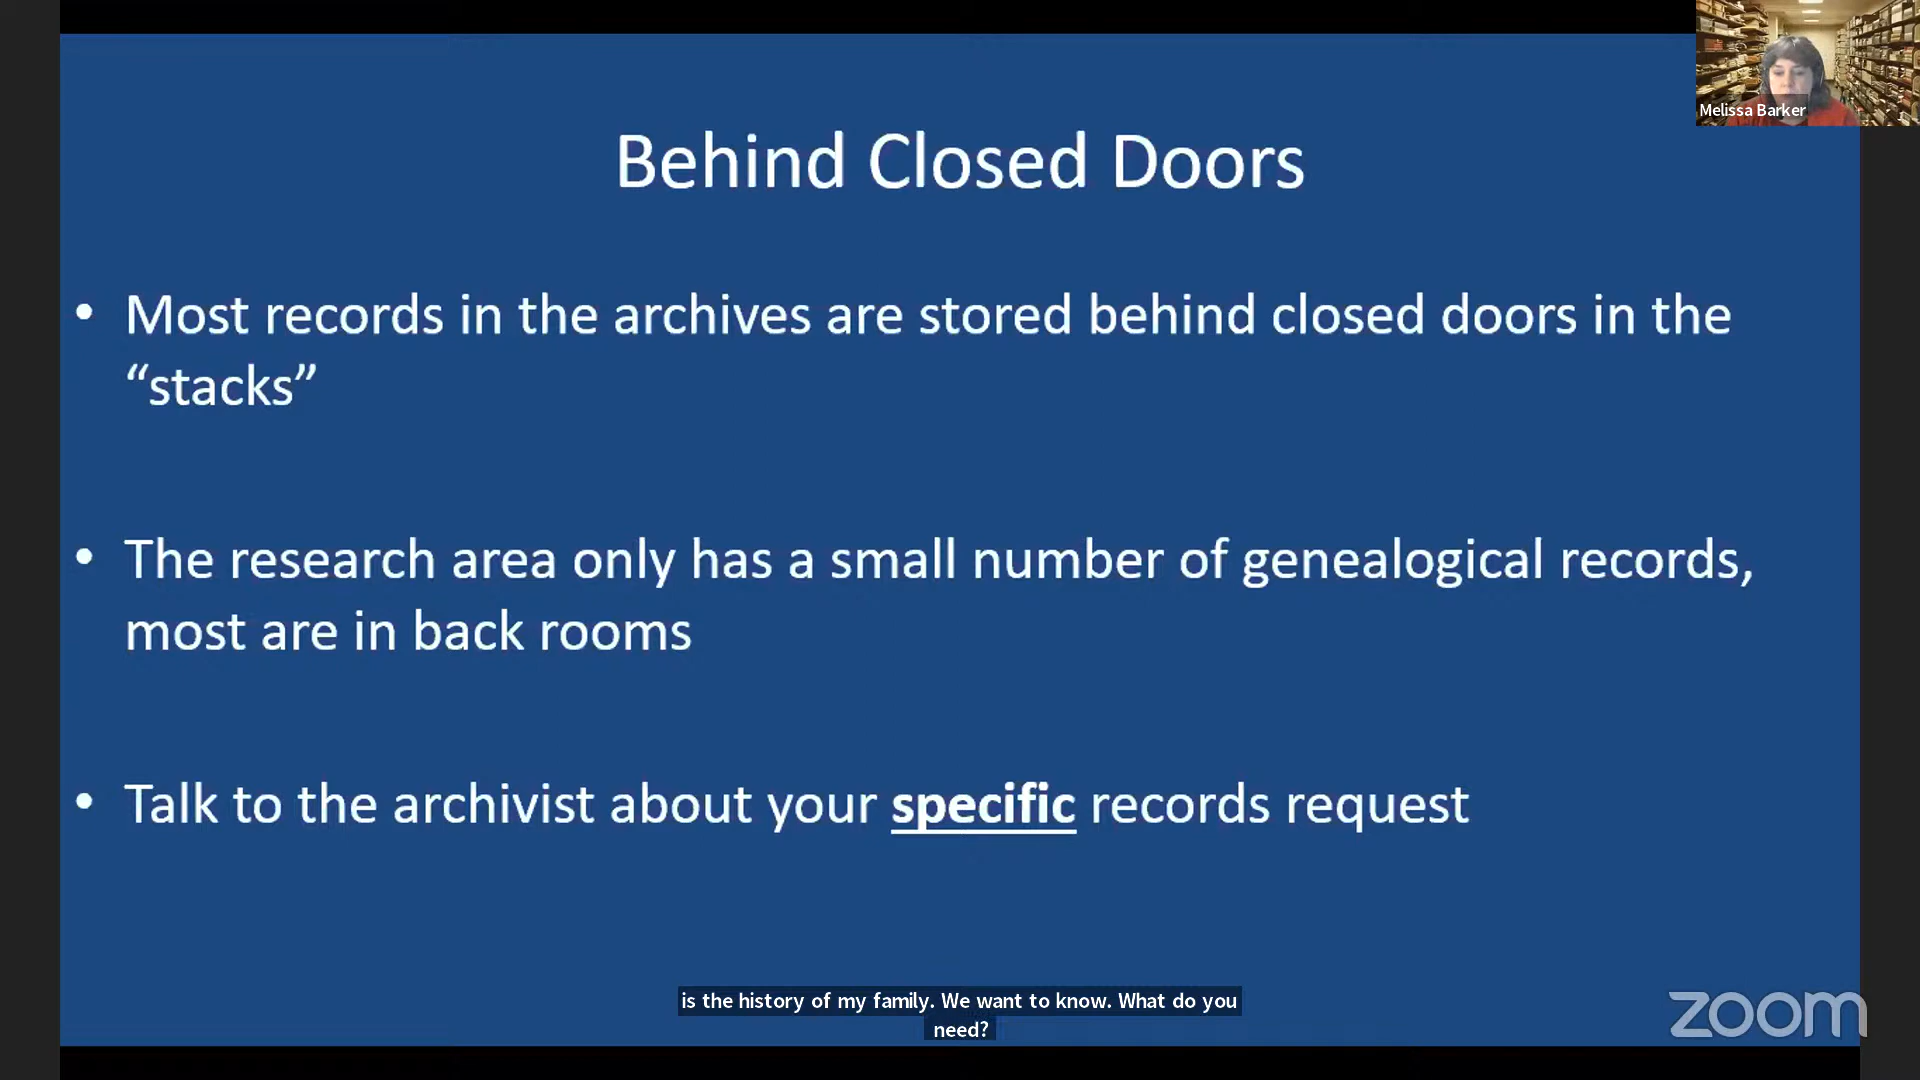 Melissa Barker
Behind Closed Doors
• Most records in the archives are stored behind closed doors in the
“stacks”
• The research area only has a small number of genealogical records,
most are in back rooms
• Talk to the archivist about your specific records request
is the history of my family. We want to know. What do you
need?
zoom